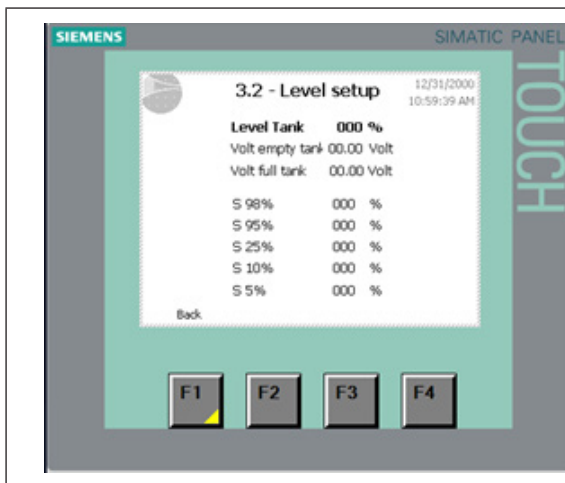 SIEMENS
SIMATIC PANEL
TOUCH
3.2 - Level setup
12/31/2000
10:59:39 AM
Level Tank 000 %
Volt empty tank 00.00 Volt
Volt full tank 00.00 Volt
S 98% 000 %
S 95% 000 %
S 25% 000 %
S 10% 000 %
S 5% 000 %
Back
F1 F2 F3 F4